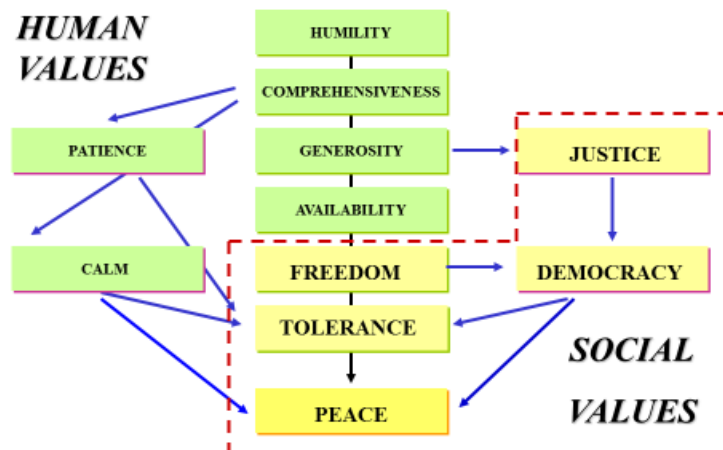 HUMAN
VALUES
HUMILITY
COMPREHENSIVENESS
PATIENCE
GENEROSITY
JUSTICE
AVAILABILITY
CALM
FREEDOM
DEMOCRACY
TOLERANCE
SOCIAL
VALUES
PEACE